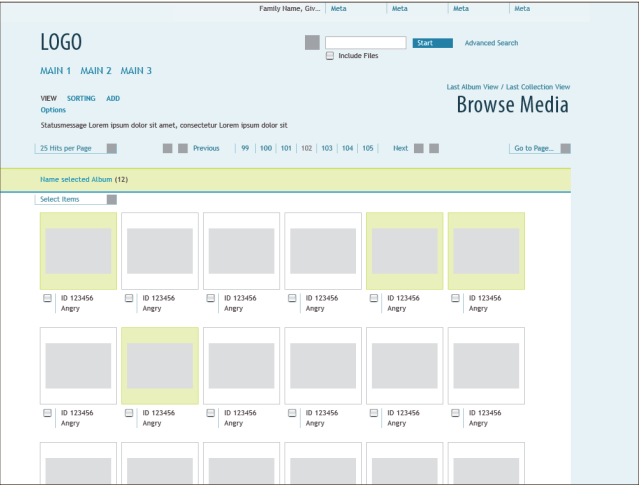 Family Name, Giv... Meta Meta Meta Meta
LOGO
Start Advanced Search
Include Files
MAIN 1 MAIN 2 MAIN 3
Last Album View / Last Collection View
VIEW SORTING ADD
Browse Media
Options
Statusmessage Lorem ipsum dolor sit amet, consectetur Lorem ipsum dolor sit
25 Hits per Page Previous 99 100 101 102 103 104 105 Next Go to Page...
Name selected Album (12)
Select Items
ID 123456 ID 123456 ID 123456 ID 123456 ID 123456 ID 123456
Angry Angry Angry Angry Angry Angry
ID 123456 ID 123456 ID 123456 ID 123456 ID 123456 ID 123456
Angry Angry Angry Angry Angry Angry